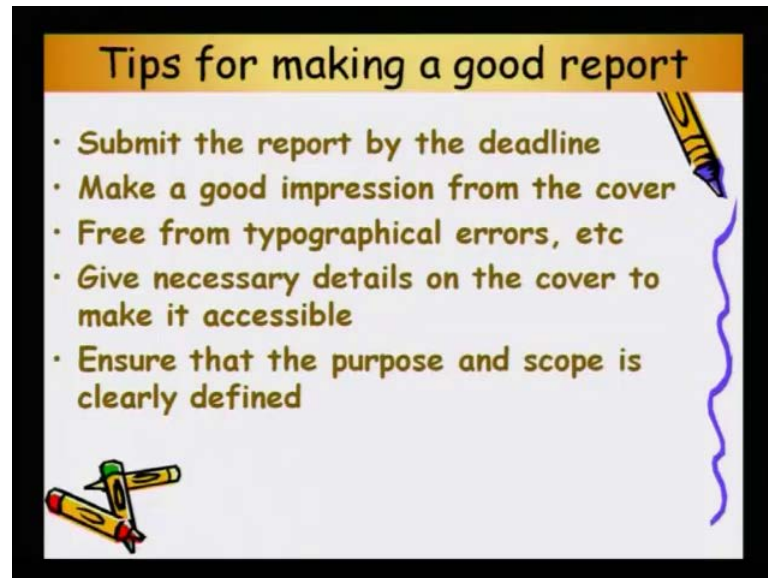 Tips for making a good report
• Submit the report by the deadline
• Make a good impression from the cover
• Free from typographical errors, etc
• Give necessary details on the cover to
make it accessible
• Ensure that the purpose and scope is
clearly defined